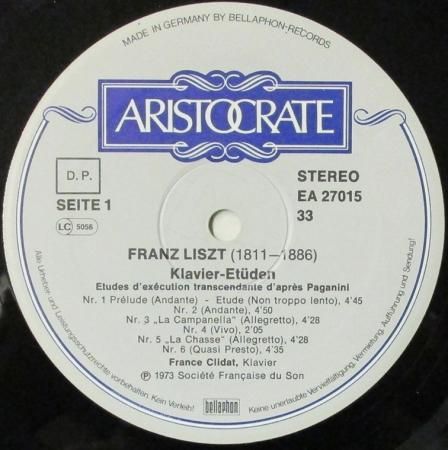 MADE IN GERMANY BY BELLAPHON-RECORDS
ARISTOCRATE
D.P.
SEITE 1
LC 5056
STEREO
EA 27015
33
FRANZ LISZT (1811—1886)
Klavier-Etüden
Etudes d'exécution transcendante d'après Paganini
Nr. 1 Prélude (Andante) - Etude (Non troppo lento), 4'45
Nr. 2 (Andante), 4'50
Nr. 3 „La Campanella" (Allegretto), 4'28
Nr. 4 (Vivo), 2'05
Nr. 5 „La Chasse" (Allegretto), 4'28
Nr. 6 (Quasi Presto), 4'35
France Clidat, Klavier
℗ 1973 Société Française du Son
bellaphon
Alle Urheber und Leistungsschutzrechte vorbehalten. Kein Verleih!
Keine unerlaubte Vervielfältigung, Vermietung, Aufführung und Sendung!